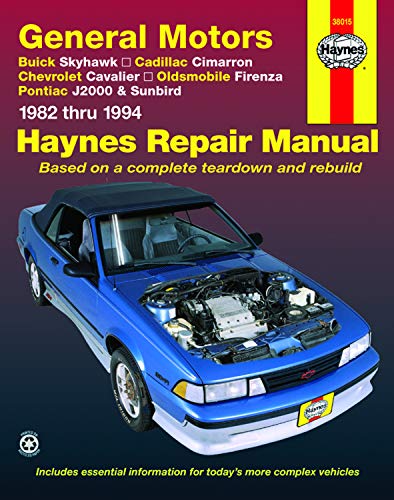 General Motors
Buick Skyhawk □ Cadillac Cimarron
Chevrolet Cavalier □ Oldsmobile Firenza
Pontiac J2000 & Sunbird
1982 thru 1994
38015
Haynes
Haynes Repair Manual
Based on a complete teardown and rebuild
Haynes
Includes essential information for today's more complex vehicles